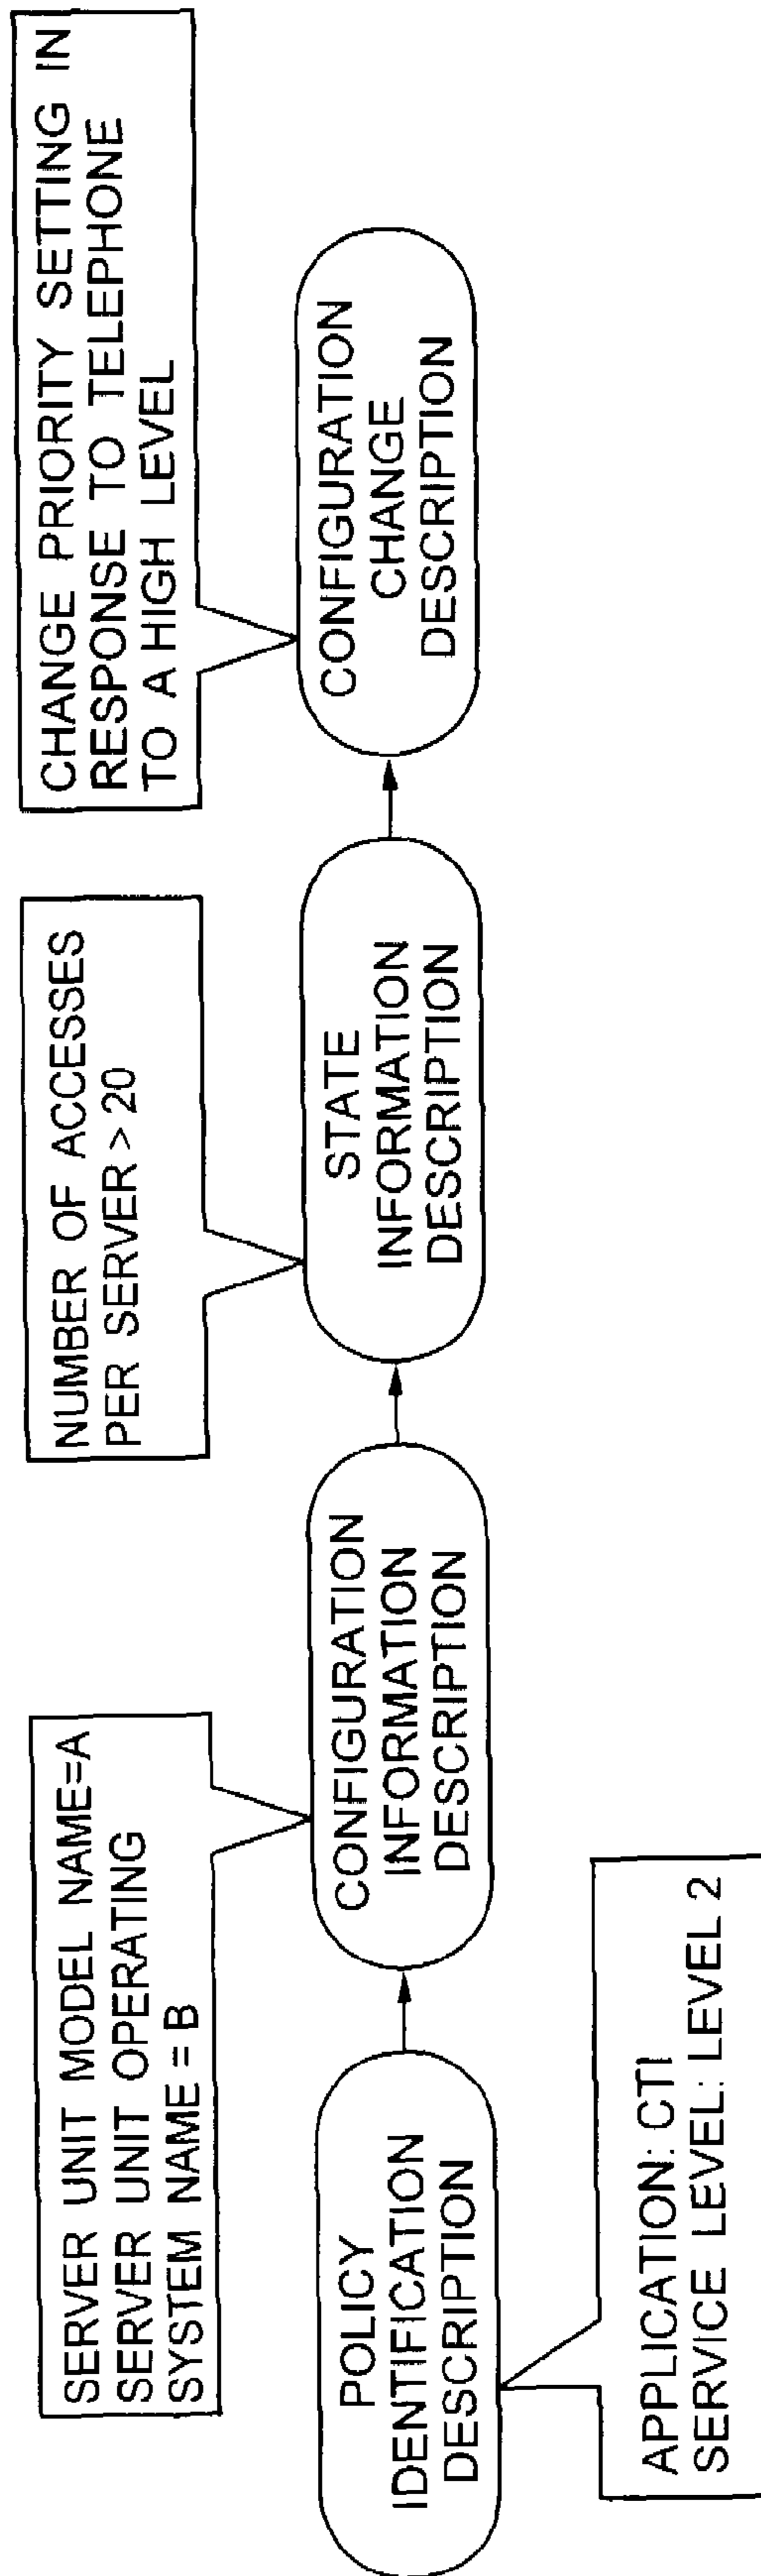 SERVER UNIT MODEL NAME=A
SERVER UNIT OPERATING
SYSTEM NAME = B
NUMBER OF ACCESSES
PER SERVER > 20
CHANGE PRIORITY SETTING IN
RESPONSE TO TELEPHONE
TO A HIGH LEVEL
POLICY
IDENTIFICATION
DESCRIPTION
CONFIGURATION
INFORMATION
DESCRIPTION
STATE
INFORMATION
DESCRIPTION
CONFIGURATION
CHANGE
DESCRIPTION
APPLICATION: CTI
SERVICE LEVEL: LEVEL 2